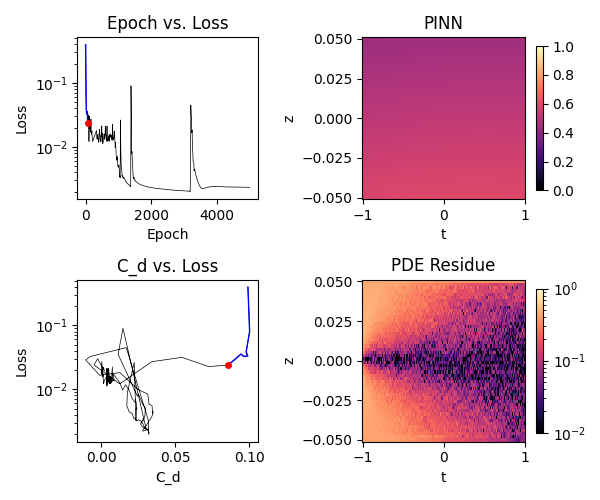 Epoch vs. Loss
Loss
10⁻¹
10⁻²
0
2000
4000
Epoch
PINN
z
0.050
0.025
0.000
−0.025
−0.050
−1
0
1
t
1.0
0.8
0.6
0.4
0.2
0.0
C_d vs. Loss
Loss
10⁻¹
10⁻²
0.00
0.05
0.10
C_d
PDE Residue
z
0.050
0.025
0.000
−0.025
−0.050
−1
0
1
t
10⁰
10⁻¹
10⁻²